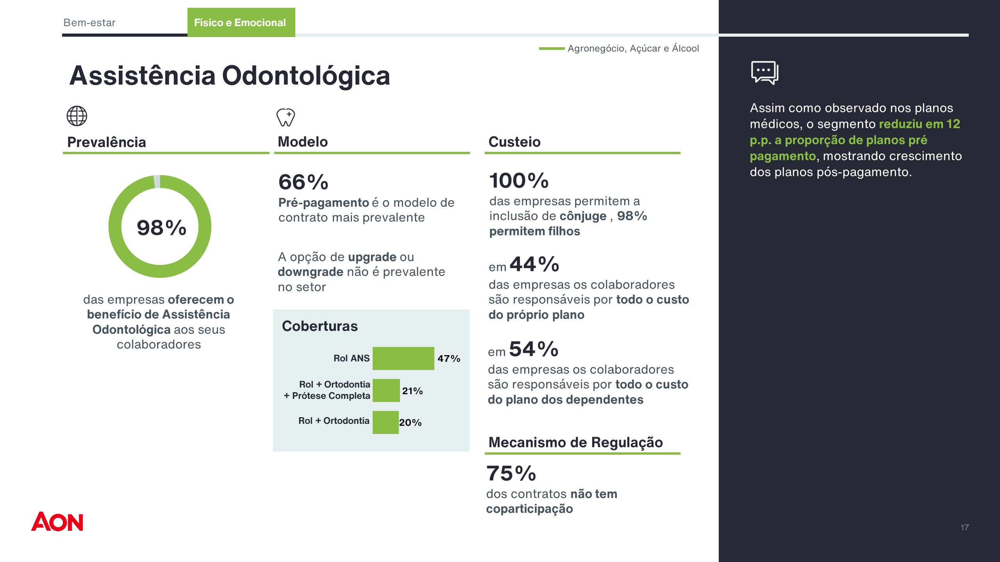 Bem-estar
Físico e Emocional
Agronegócio, Açúcar e Álcool
Assistência Odontológica
Prevalência
98%
das empresas oferecem o
benefício de Assistência
Odontológica aos seus
colaboradores
Modelo
66%
Pré-pagamento é o modelo de
contrato mais prevalente
A opção de upgrade ou
downgrade não é prevalente
no setor
Coberturas
Rol ANS 47%
Rol + Ortodontia
+ Prótese Completa 21%
Rol + Ortodontia 20%
Custeio
100%
das empresas permitem a
inclusão de cônjuge , 98%
permitem filhos
em 44%
das empresas os colaboradores
são responsáveis por todo o custo
do próprio plano
em 54%
das empresas os colaboradores
são responsáveis por todo o custo
do plano dos dependentes
Mecanismo de Regulação
75%
dos contratos não tem
coparticipação
Assim como observado nos planos
médicos, o segmento reduziu em 12
p.p. a proporção de planos pré
pagamento, mostrando crescimento
dos planos pós-pagamento.
AON
17